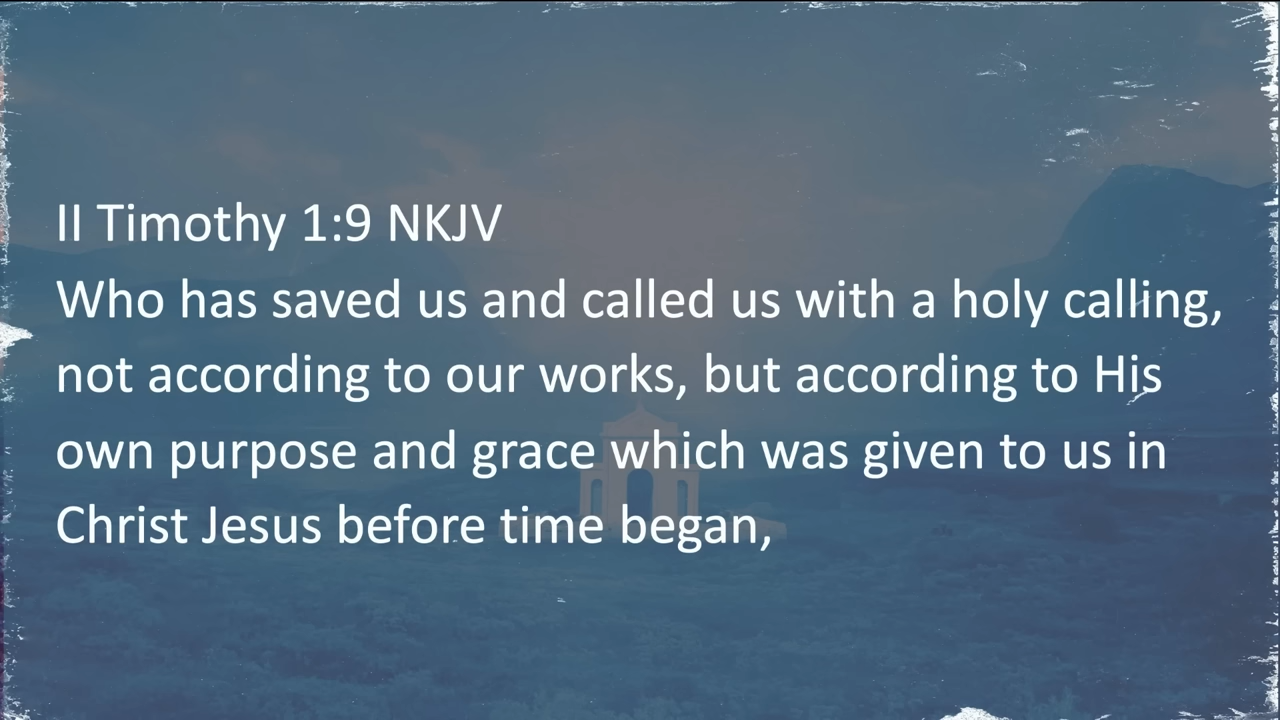 II Timothy 1:9 NKJV
Who has saved us and called us with a holy calling,
not according to our works, but according to His
own purpose and grace which was given to us in
Christ Jesus before time began,